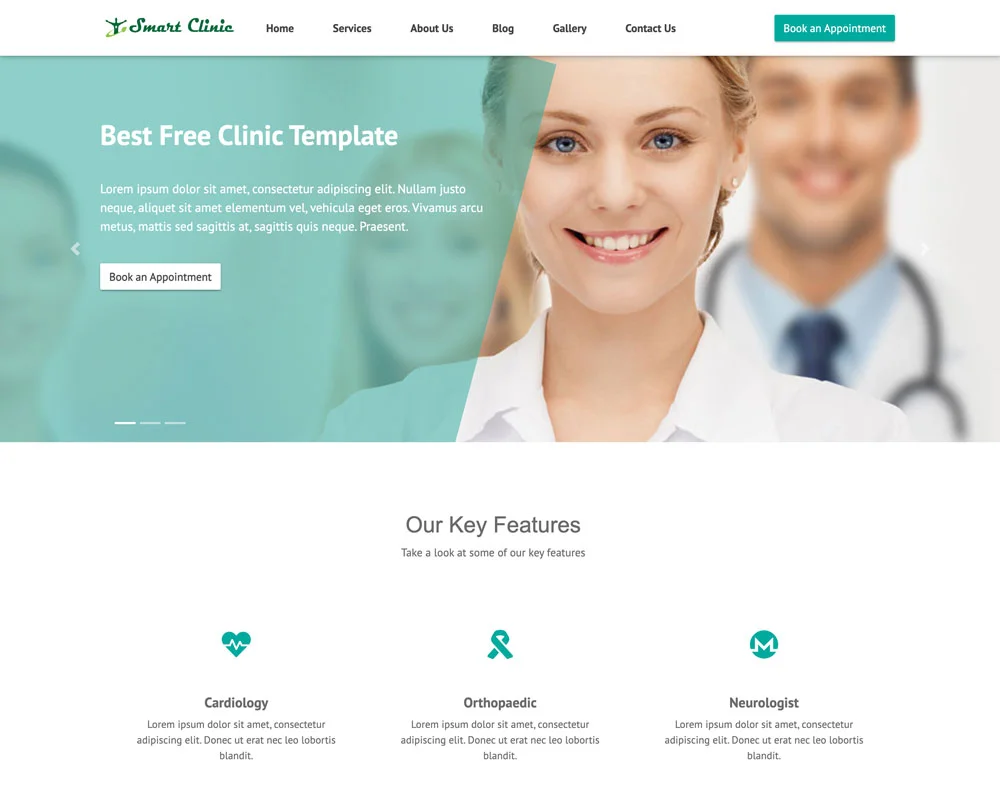 Smart Clinic
Home
Services
About Us
Blog
Gallery
Contact Us
Book an Appointment
Best Free Clinic Template
Lorem ipsum dolor sit amet, consectetur adipiscing elit. Nullam justo
neque, aliquet sit amet elementum vel, vehicula eget eros. Vivamus arcu
metus, mattis sed sagittis at, sagittis quis neque. Praesent.
Book an Appointment
Our Key Features
Take a look at some of our key features
Cardiology
Lorem ipsum dolor sit amet, consectetur
adipiscing elit. Donec ut erat nec leo lobortis
blandit.
Orthopaedic
Lorem ipsum dolor sit amet, consectetur
adipiscing elit. Donec ut erat nec leo lobortis
blandit.
Neurologist
Lorem ipsum dolor sit amet, consectetur
adipiscing elit. Donec ut erat nec leo lobortis
blandit.